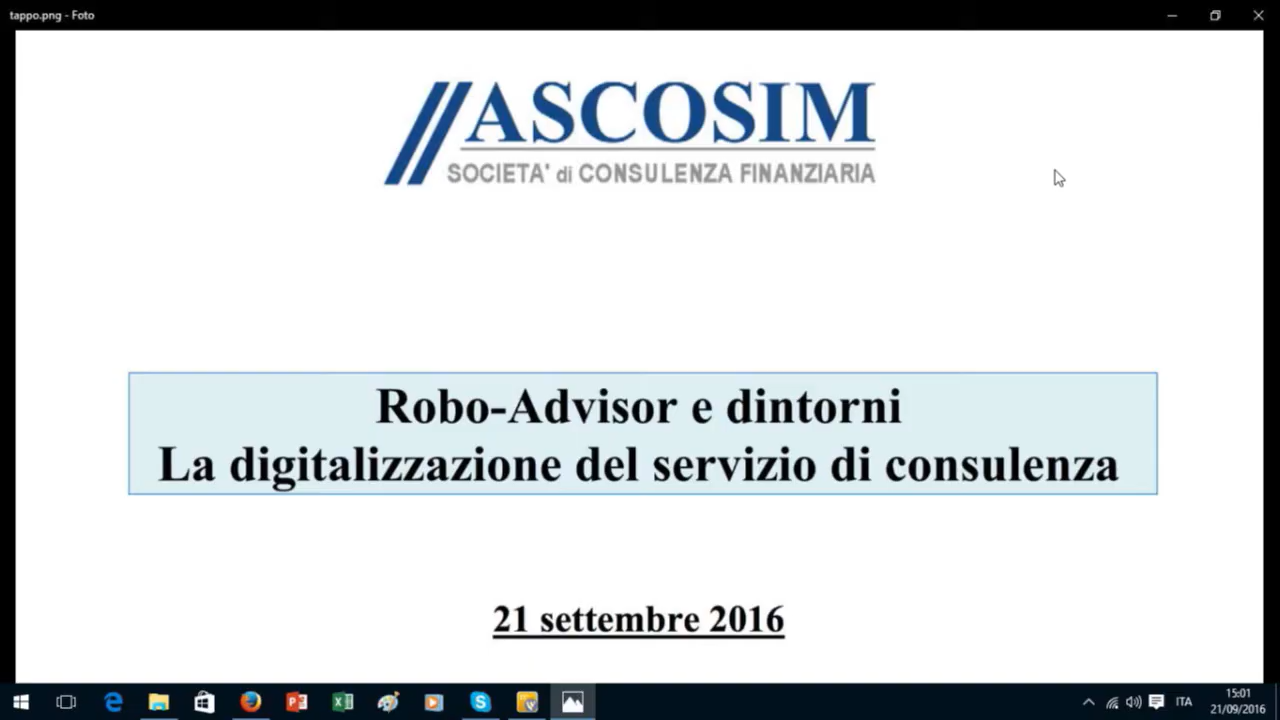 tappo.png - Foto
ASCOSIM
SOCIETA' di CONSULENZA FINANZIARIA
Robo-Advisor e dintorni
La digitalizzazione del servizio di consulenza
21 settembre 2016
ITA
15:01
21/09/2016